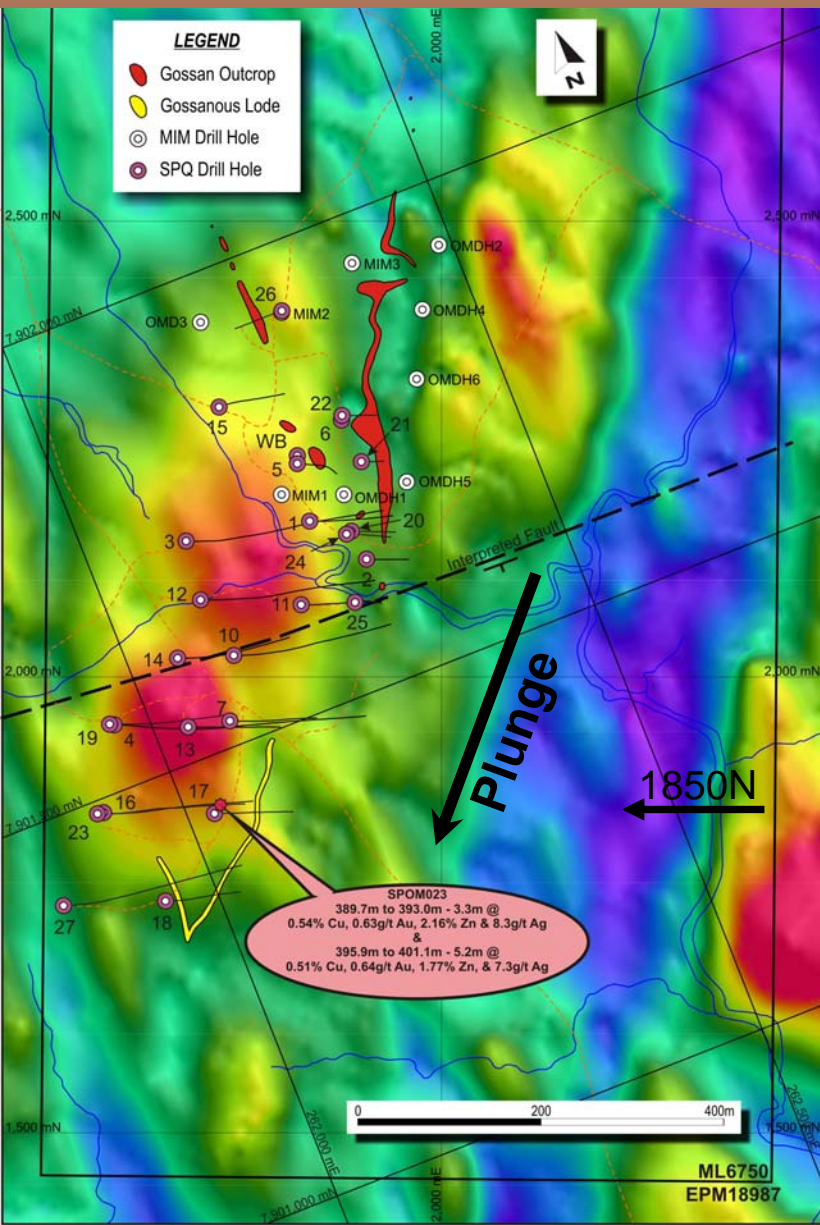 2,000 mE
LEGEND
Gossan Outcrop
Gossanous Lode
MIM Drill Hole
SPQ Drill Hole
N
2,500 mN
2,500 mN
OMDH2
MIM3
26
MIM2
OMDH4
OMD3
7,902,000 mN
OMDH6
15
22
6
21
WB
5
OMDH5
MIM1
OMDH1
1
20
3
24
Interpreted Fault
2
12
11
25
10
14
2,000 mN
2,000 mN
Plunge
7
19
4
13
1850N
7,901,500 mN
16
17
23
27
18
SPOM023
389.7m to 393.0m - 3.3m @
0.54% Cu, 0.63g/t Au, 2.16% Zn & 8.3g/t Ag
&
395.9m to 401.1m - 5.2m @
0.51% Cu, 0.64g/t Au, 1.77% Zn, & 7.3g/t Ag
0
200
400m
1,500 mN
1,500 mN
262,000 mE
262,50
ML6750
EPM18987
7,901,000 mN
2,000 mE